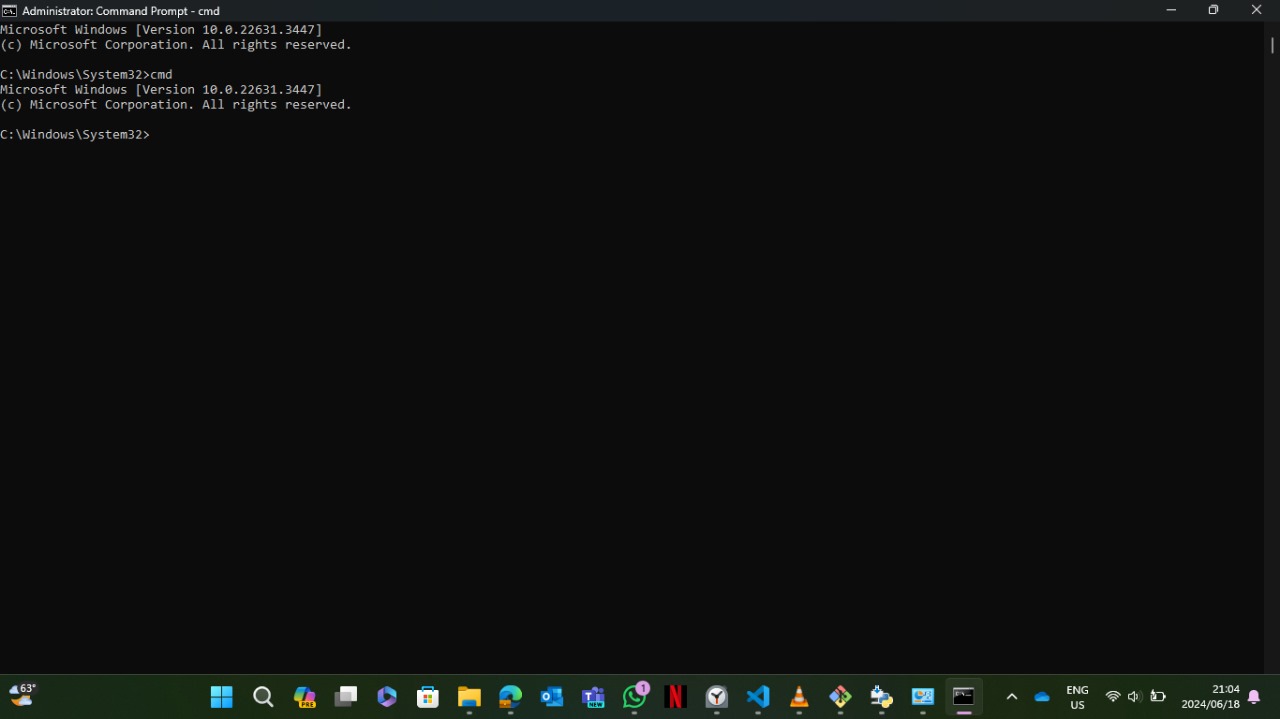 Administrator: Command Prompt - cmd
Microsoft Windows [Version 10.0.22631.3447]
(c) Microsoft Corporation. All rights reserved.
C:\Windows\System32>cmd
Microsoft Windows [Version 10.0.22631.3447]
(c) Microsoft Corporation. All rights reserved.
C:\Windows\System32>
63°
PRE
NEW
1
ENG
US
21:04
2024/06/18